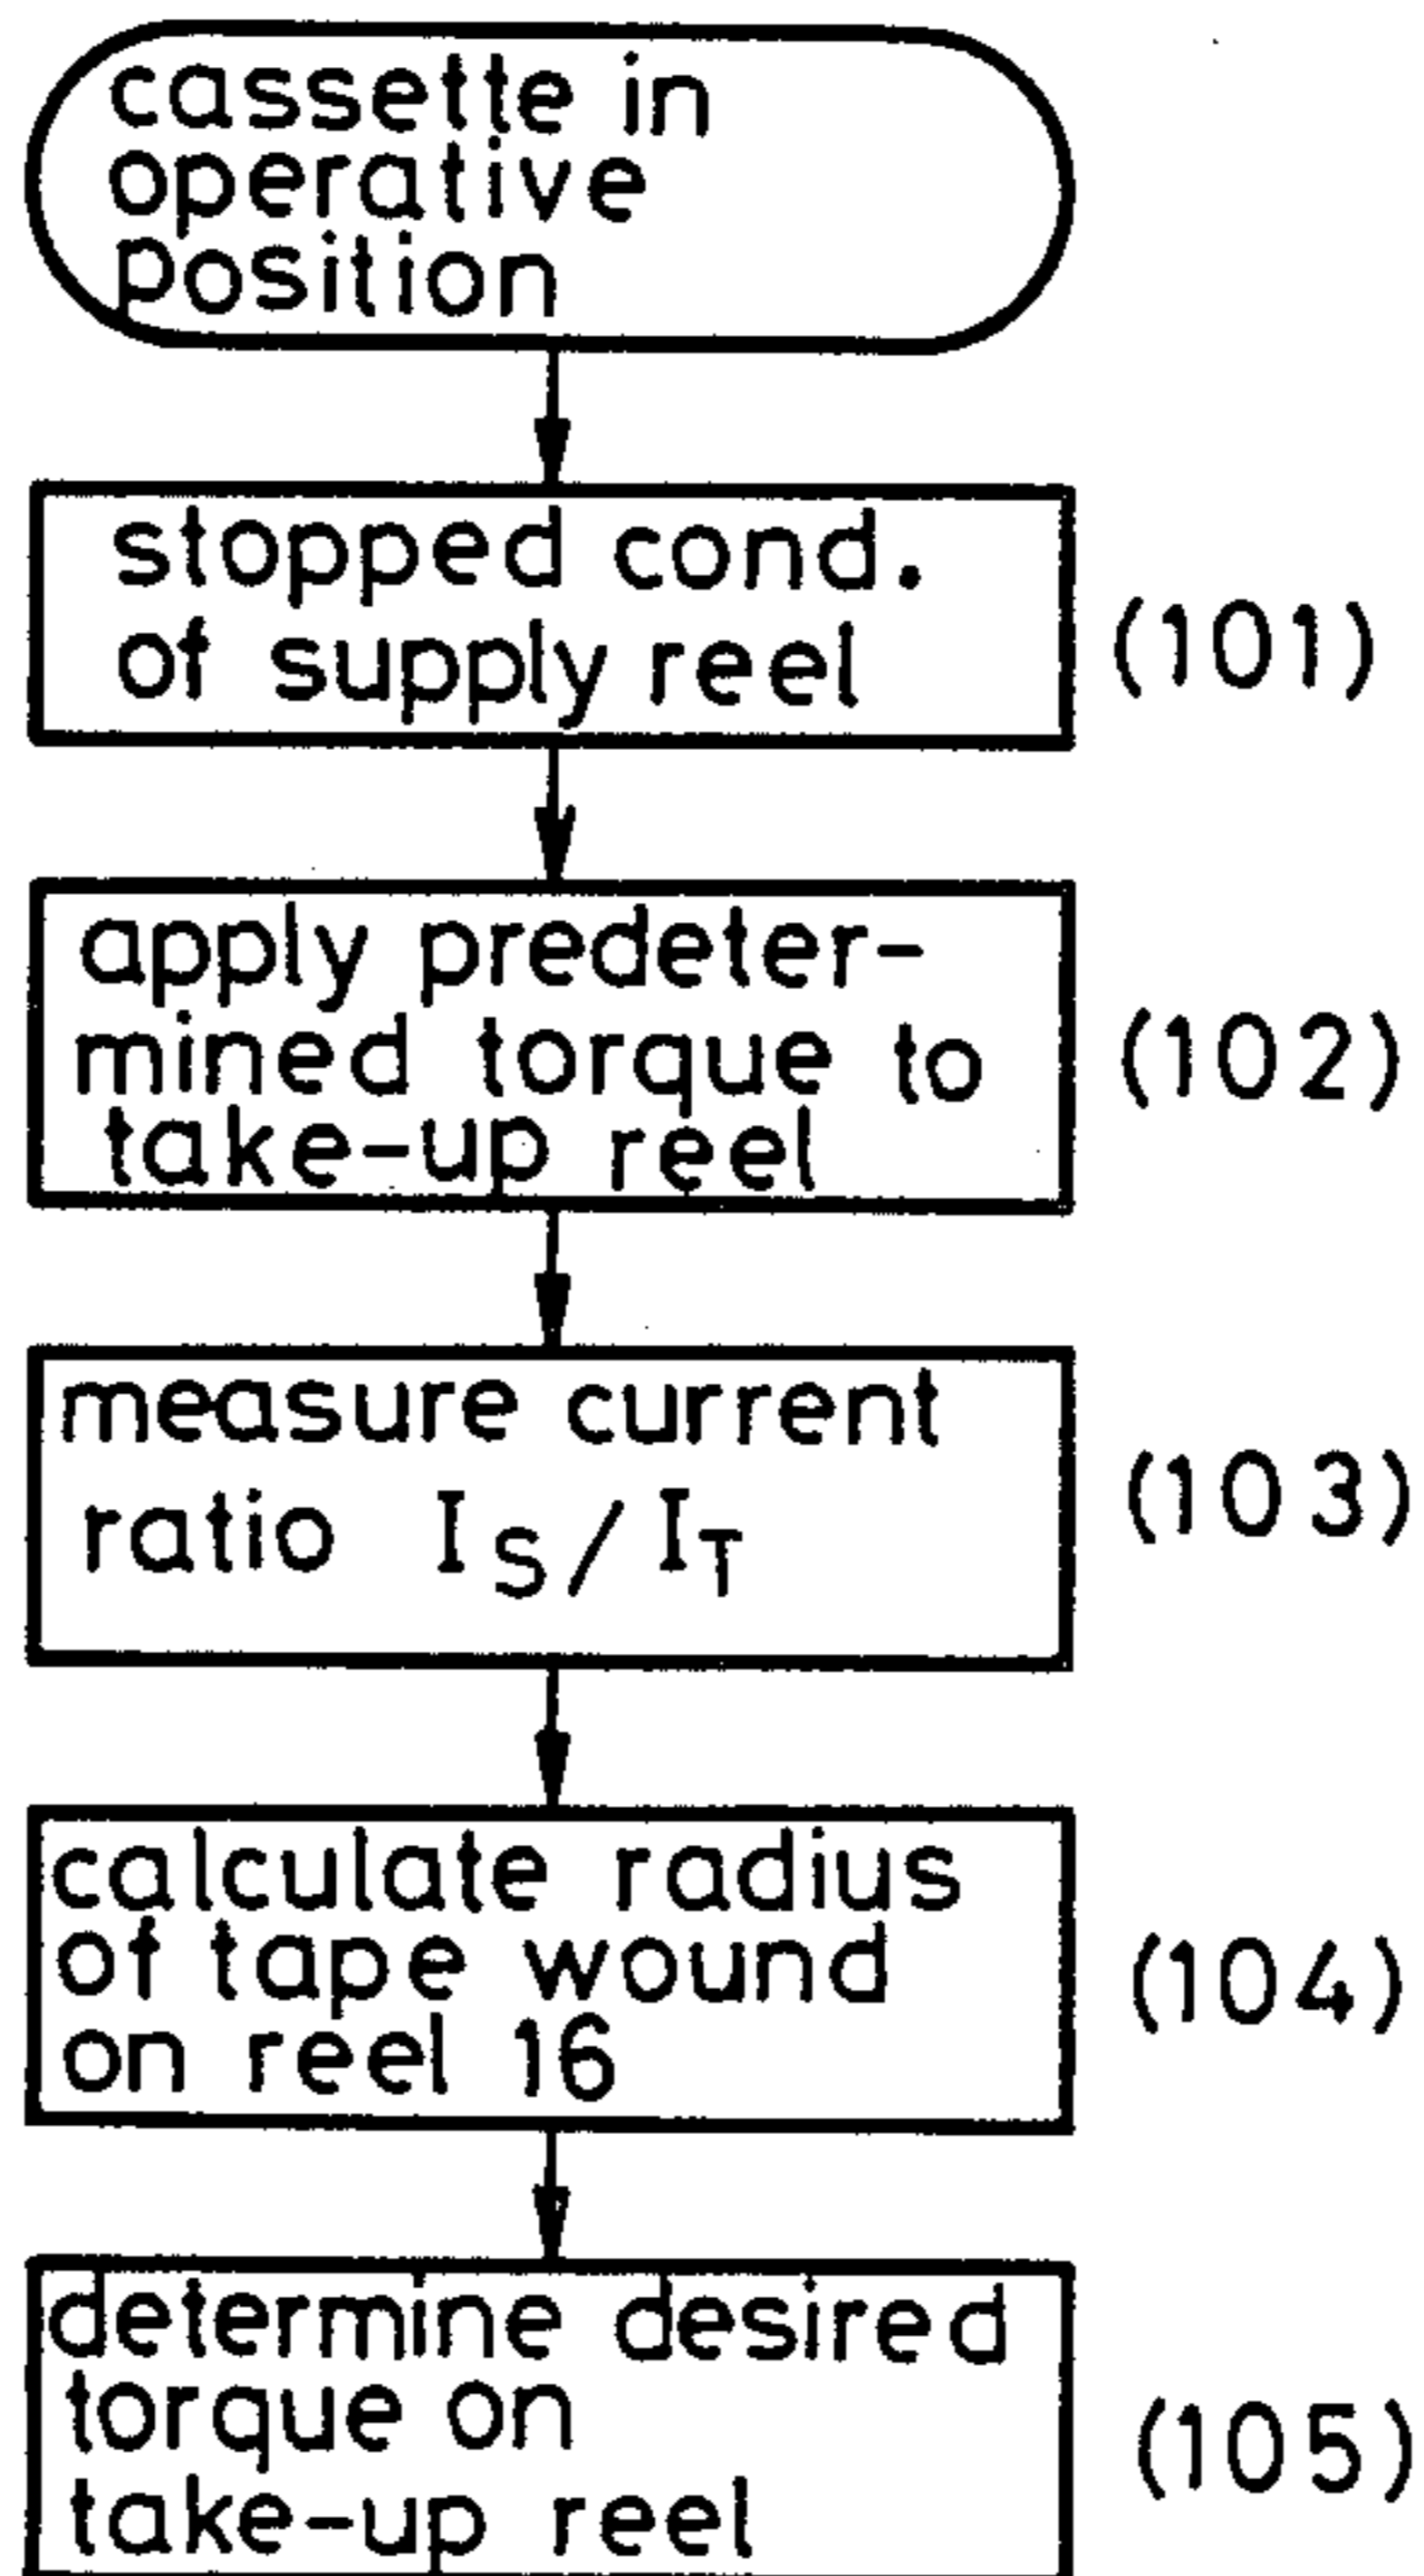 cassette in
operative
position
stopped cond.
of supply reel
(101)
apply predeter-
mined torque to
take-up reel
(102)
measure current
ratio I_S/I_T
(103)
calculate radius
of tape wound
on reel 16
(104)
determine desired
torque on
take-up reel
(105)